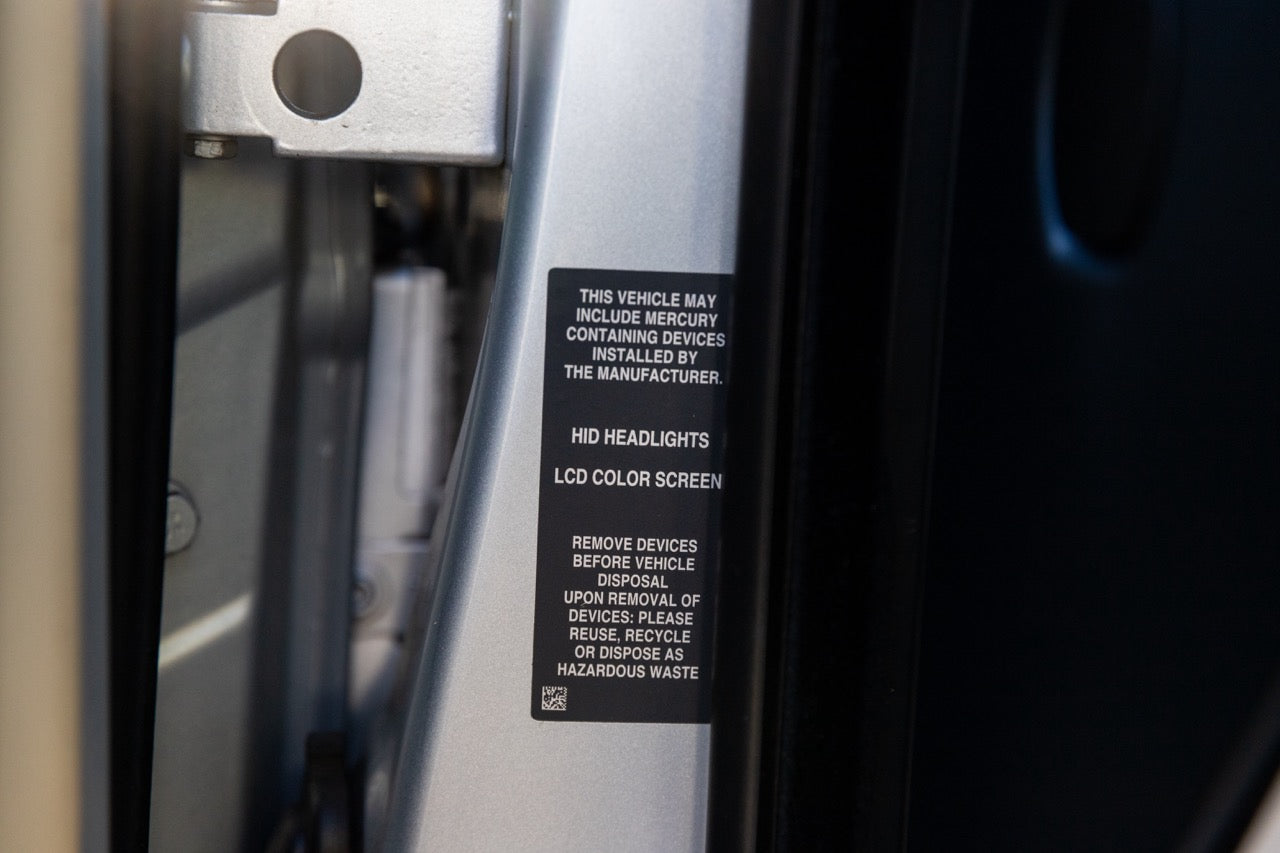 THIS VEHICLE MAY
INCLUDE MERCURY
CONTAINING DEVICES
INSTALLED BY
THE MANUFACTURER.
HID HEADLIGHTS
LCD COLOR SCREEN
REMOVE DEVICES
BEFORE VEHICLE
DISPOSAL
UPON REMOVAL OF
DEVICES: PLEASE
REUSE, RECYCLE
OR DISPOSE AS
HAZARDOUS WASTE